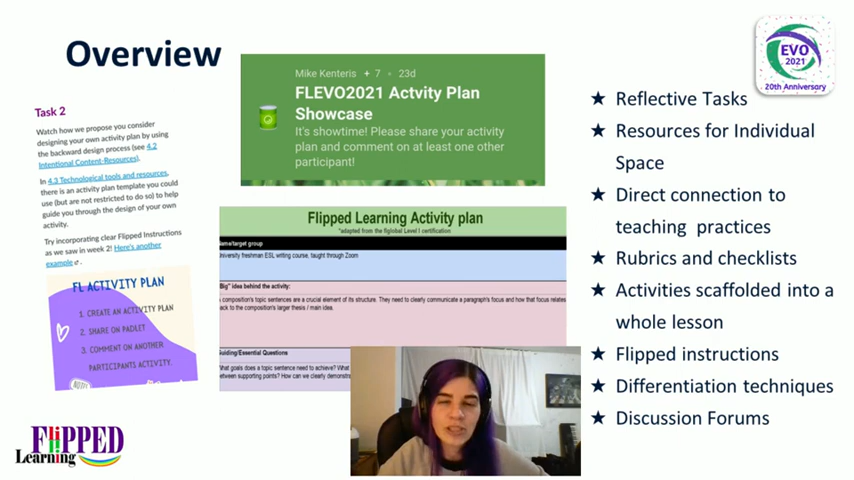 Overview
Task 2
Watch how we propose you consider
designing your own activity plan by using
the backward design process (see 4.2
Intentional Content-Resources).
In 4.3 Technological tools and resources,
there is an activity plan template you could
use (but are not restricted to do so) to help
guide you through the design of your own
activity.
Try incorporating clear Flipped Instructions
as we saw in week 2! Here's another
example
FL ACTIVITY PLAN
1. CREATE AN ACTIVITY PLAN
2. SHARE ON PADLET
3. COMMENT ON ANOTHER
PARTICIPANTS ACTIVITY.
NOTE
Flipped
Learning
Mike Kenteris + 7 • 23d
FLEVO2021 Actvity Plan
Showcase
It's showtime! Please share your activity
plan and comment on at least one other
participant!
Flipped Learning Activity plan
*adapted from the flglobal Level I certification
ame/target group
niversity freshman ESL writing course, taught through Zoom
Big" idea behind the activity:
composition's topic sentences are a crucial element of its structure. They need to clearly communicate a paragraph's focus and how that focus relates
ack to the composition's larger thesis / main idea.
uiding/Essential Questions
hat goals does a topic sentence need to achieve? What
etween supporting points? How can we clearly demonstra
EVO
2021
20th Anniversary
★ Reflective Tasks
★ Resources for Individual
Space
★ Direct connection to
teaching practices
★ Rubrics and checklists
★ Activities scaffolded into a
whole lesson
★ Flipped instructions
★ Differentiation techniques
★ Discussion Forums